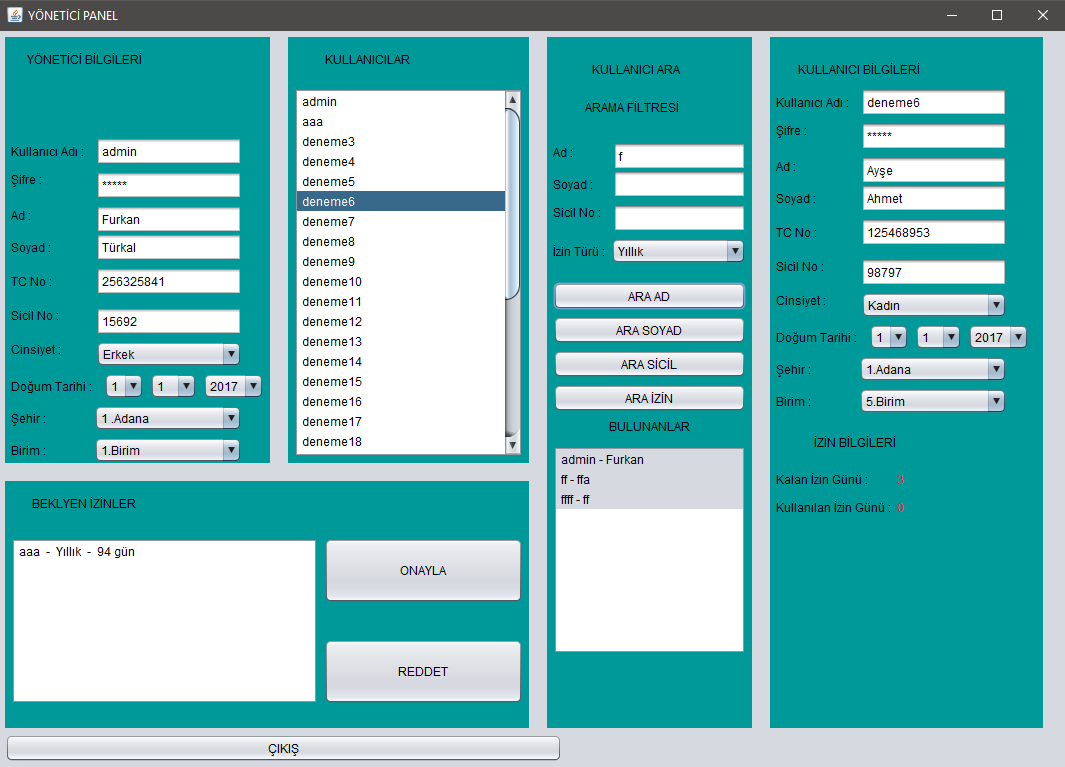 YÖNETİCİ PANEL
YÖNETİCİ BİLGİLERİ
Kullanıcı Adı : admin
Şifre : *****
Ad : Furkan
Soyad : Türkal
TC No : 256325841
Sicil No : 15692
Cinsiyet : Erkek
Doğum Tarihi : 1 1 2017
Şehir : 1.Adana
Birim : 1.Birim
KULLANICILAR
admin
aaa
deneme3
deneme4
deneme5
deneme6
deneme7
deneme8
deneme9
deneme10
deneme11
deneme12
deneme13
deneme14
deneme15
deneme16
deneme17
deneme18
KULLANICI ARA
ARAMA FİLTRESİ
Ad : f
Soyad :
Sicil No :
İzin Türü : Yıllık
ARA AD
ARA SOYAD
ARA SİCİL
ARA İZİN
BULUNANLAR
admin - Furkan
ff - ffa
ffff - ff
KULLANICI BİLGİLERİ
Kullanıcı Adı : deneme6
Şifre : *****
Ad : Ayşe
Soyad : Ahmet
TC No : 125468953
Sicil No : 98797
Cinsiyet : Kadın
Doğum Tarihi : 1 1 2017
Şehir : 1.Adana
Birim : 5.Birim
İZİN BİLGİLERİ
Kalan İzin Günü : 3
Kullanılan İzin Günü : 0
BEKLYEN İZİNLER
aaa - Yıllık - 94 gün
ONAYLA
REDDET
ÇIKIŞ